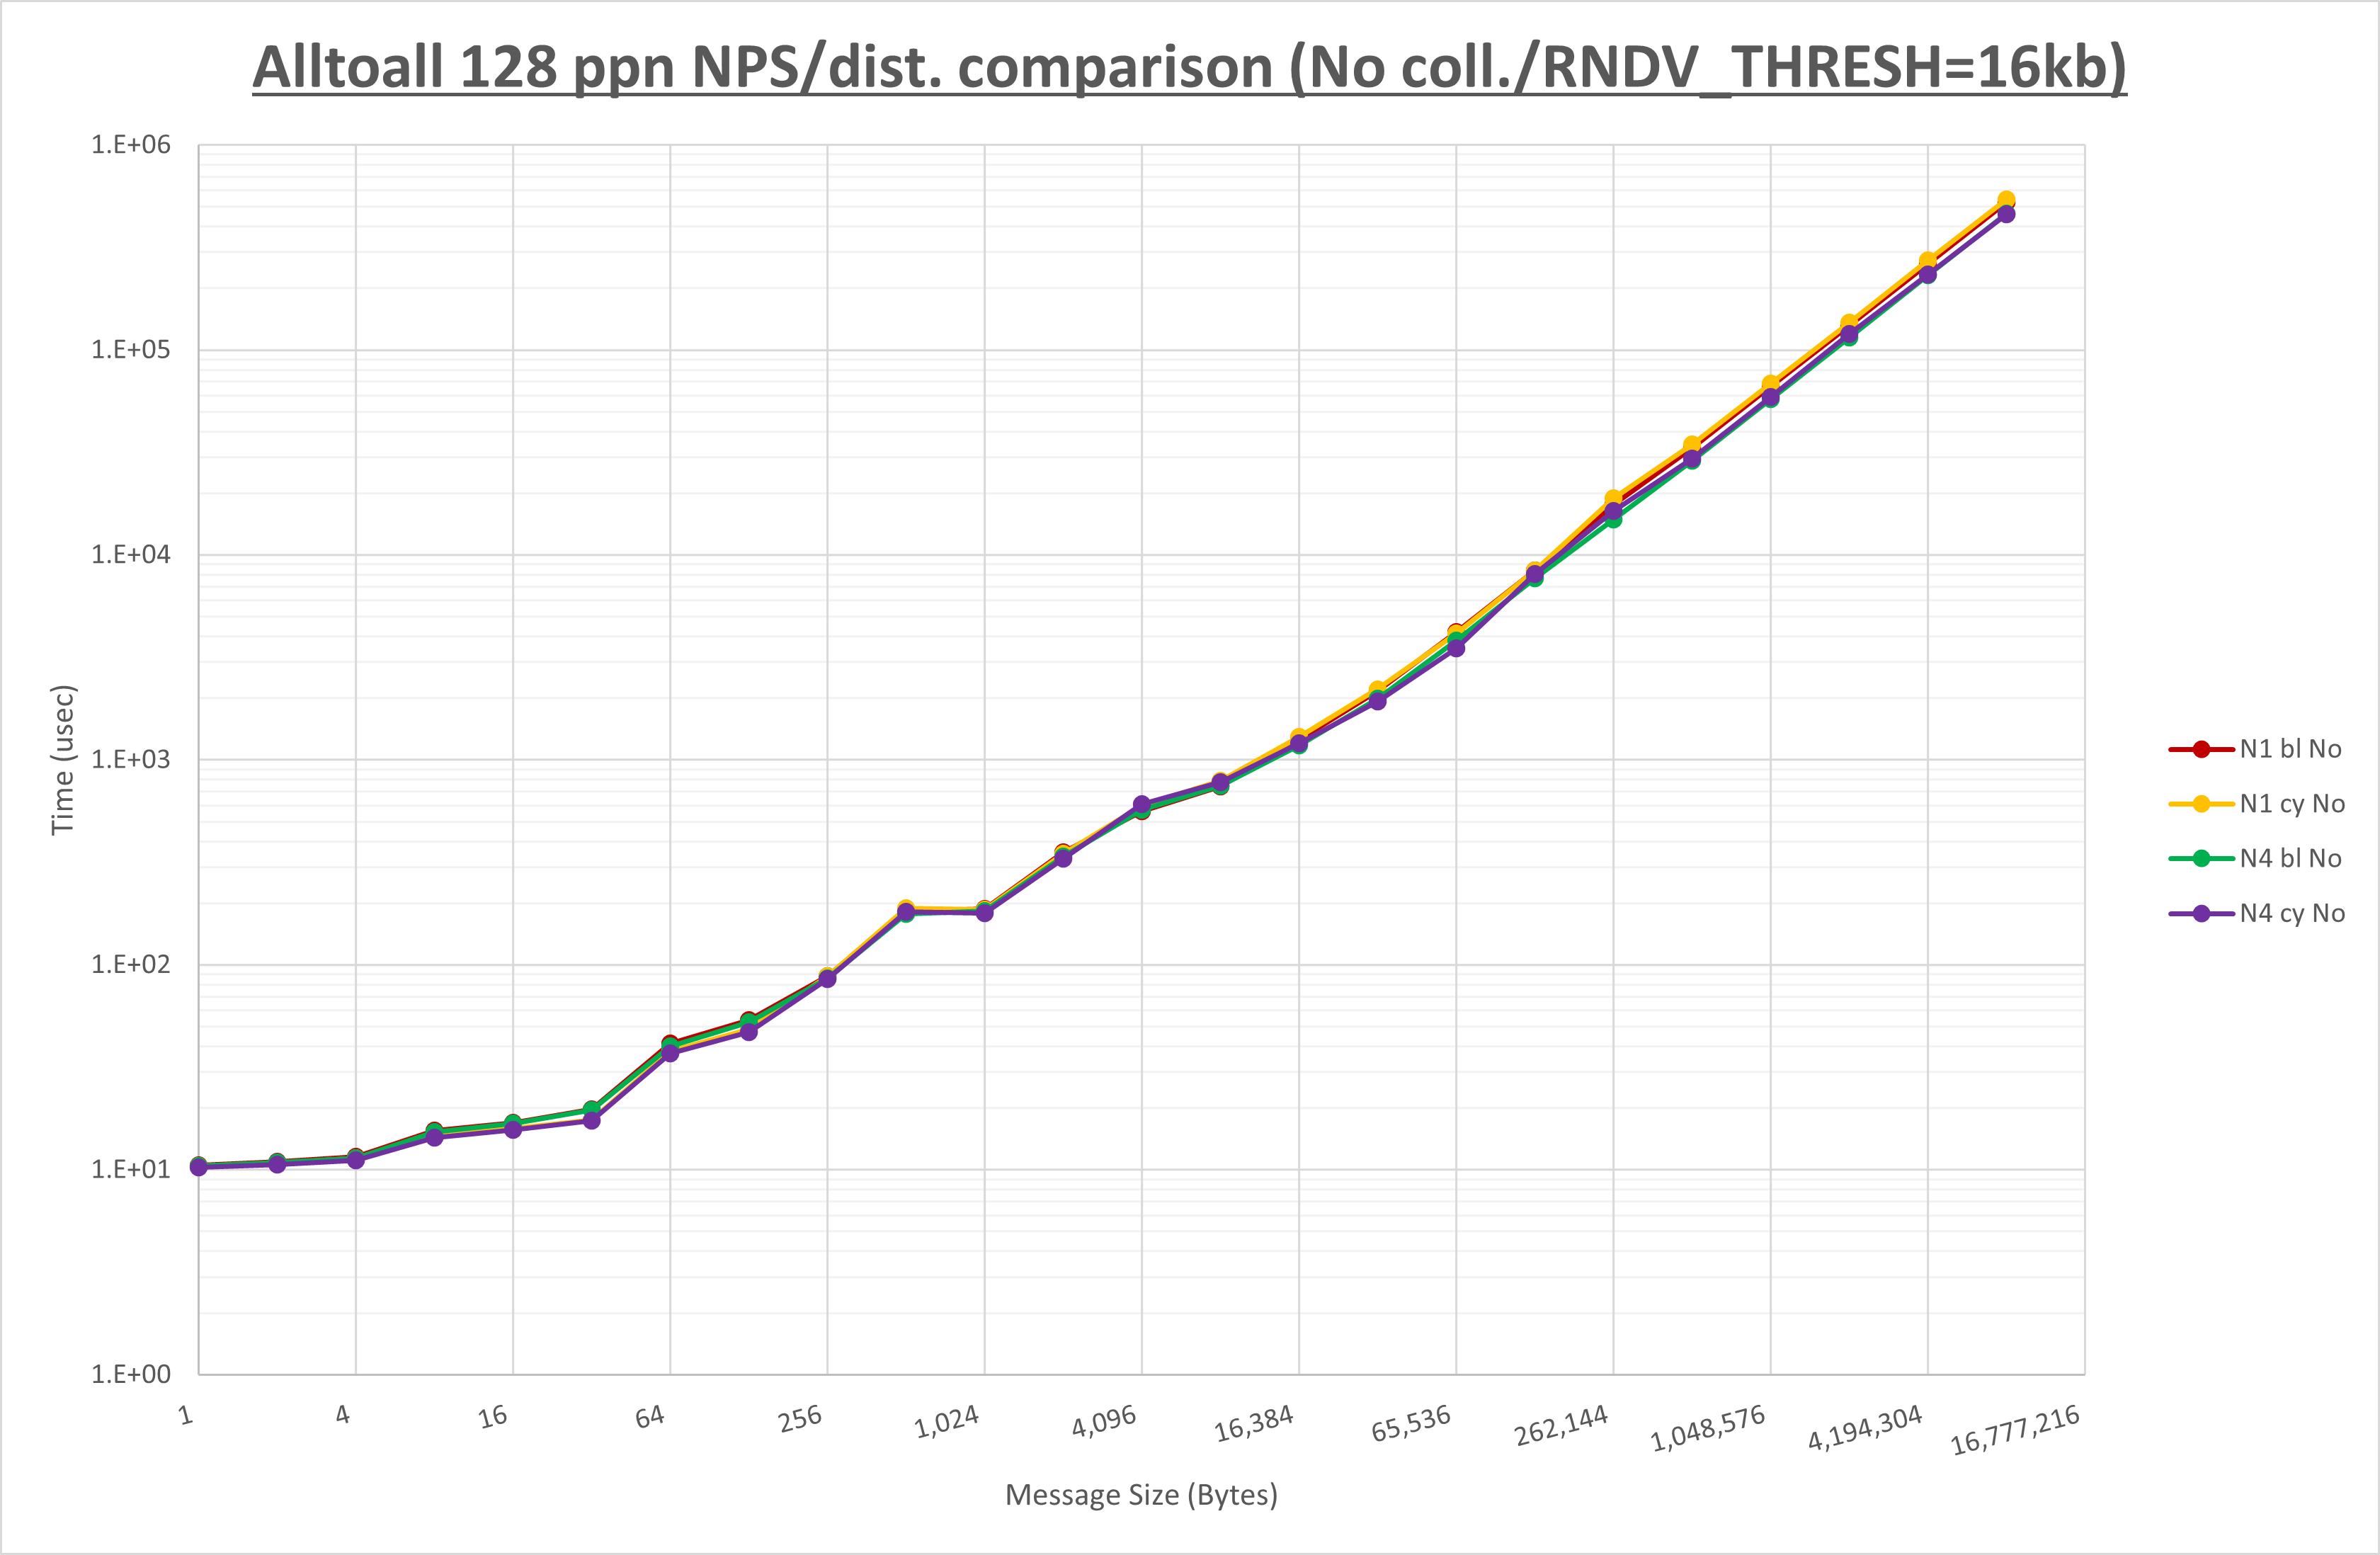 Alltoall 128 ppn NPS/dist. comparison (No coll./RNDV_THRESH=16kb)
1.E+06
1.E+05
1.E+04
1.E+03
1.E+02
1.E+01
1.E+00
Time (usec)
1
4
16
64
256
1,024
4,096
16,384
65,536
262,144
1,048,576
4,194,304
16,777,216
Message Size (Bytes)
N1 bl No
N1 cy No
N4 bl No
N4 cy No